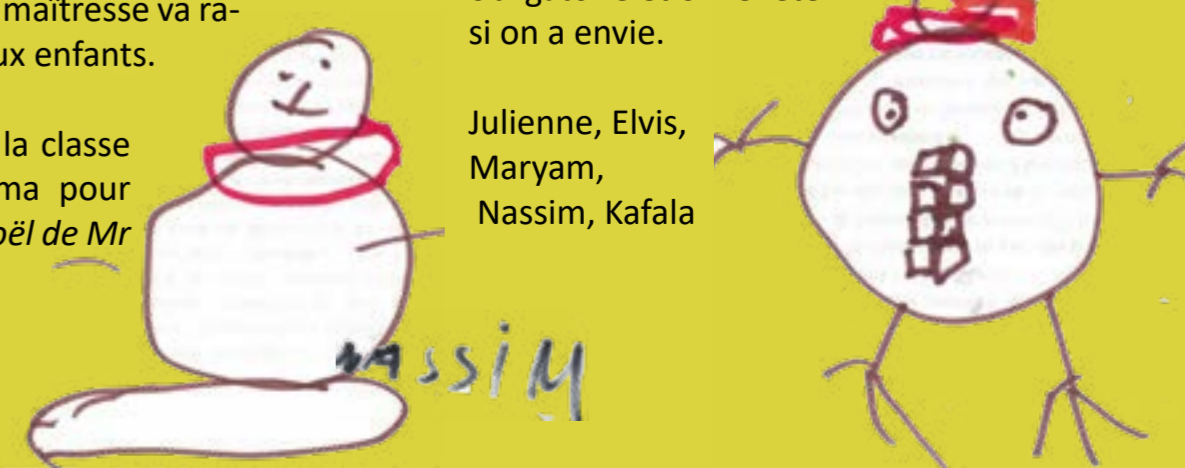 maîtresse va ra-
ux enfants.
la classe
ma pour
oël de Mr
si on a envie.
Julienne, Elvis,
Maryam,
Nassim, Kafala
NASSIM